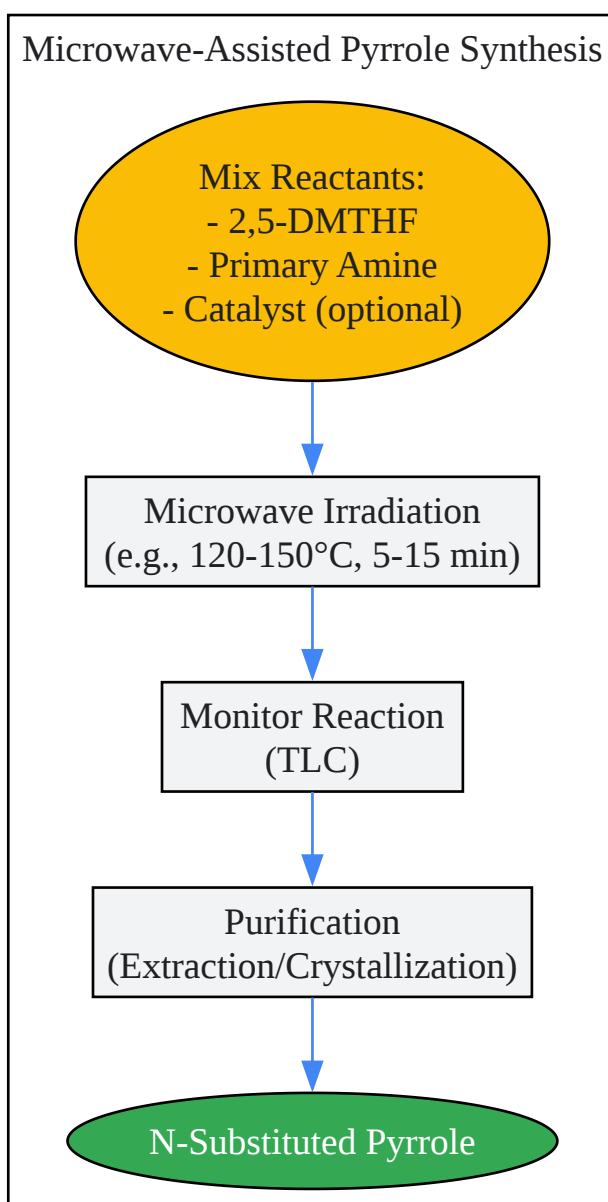 Microwave-Assisted Pyrrole Synthesis
Mix Reactants:
- 2,5-DMTHF
- Primary Amine
- Catalyst (optional)
Microwave Irradiation
(e.g., 120-150°C, 5-15 min)
Monitor Reaction
(TLC)
Purification
(Extraction/Crystallization)
N-Substituted Pyrrole